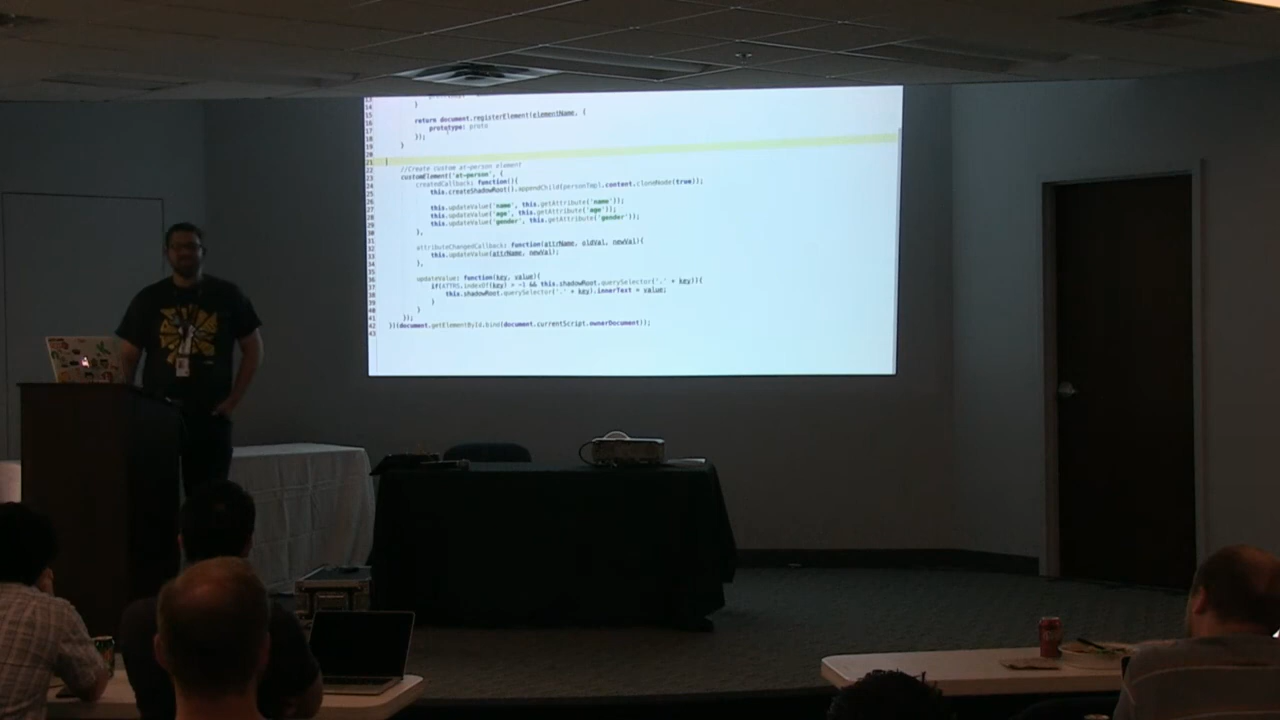 }
return document.registerElement(elementName, {
prototype: proto
});
}
//Create custom at-person element
customElement('at-person', {
createdCallback: function(){
this.createShadowRoot().appendChild(personTmpl.content.cloneNode(true));
this.updateValue('name', this.getAttribute('name'));
this.updateValue('age', this.getAttribute('age'));
this.updateValue('gender', this.getAttribute('gender'));
},
attributeChangedCallback: function(attrName, oldVal, newVal){
this.updateValue(attrName, newVal);
},
updateValue: function(key, value){
if(ATTRS.indexOf(key) > -1 && this.shadowRoot.querySelector('.' + key)){
this.shadowRoot.querySelector('.' + key).innerText = value;
}
}
});
})(document.getElementById.bind(document.currentScript.ownerDocument));